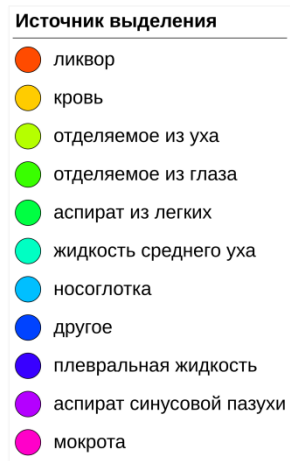 Источник выделения
ликвор
кровь
отделяемое из уха
отделяемое из глаза
аспират из легких
жидкость среднего уха
носоглотка
другое
плевральная жидкость
аспират синусовой пазухи
мокрота